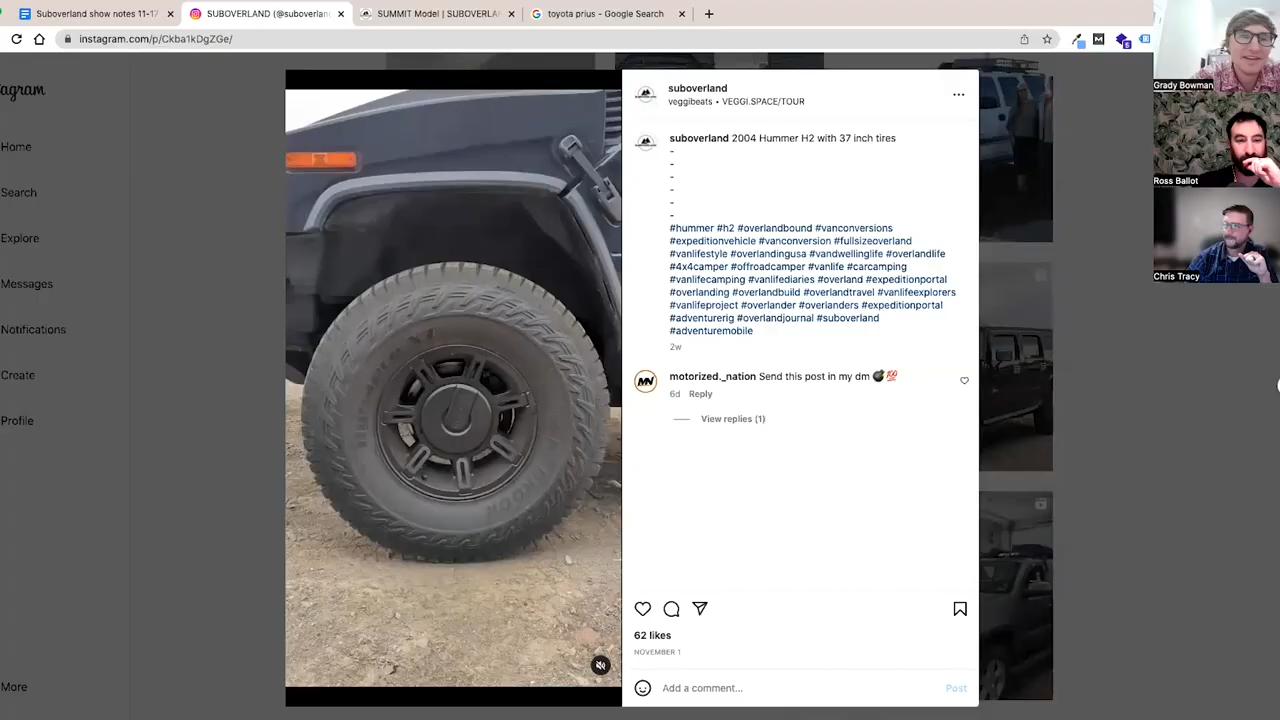 Suboverland show notes 11-17
SUBOVERLAND (@suboverlan
SUMMIT Model | SUBOVERLA
toyota prius - Google Search
instagram.com/p/Ckba1kDgZGe/
tagram
Home
Search
Explore
Messages
Notifications
Create
Profile
More
suboverland
veggibeats • VEGGI.SPACE/TOUR
suboverland 2004 Hummer H2 with 37 inch tires
-
-
-
-
-
-
#hummer #h2 #overlandbound #vanconversions
#expeditionvehicle #vanconversion #fullsizeoverland
#vanlifestyle #overlandingusa #vandwellinglife #overlandlife
#4x4camper #offroadcamper #vanlife #carcamping
#vanlifecamping #vanlifediaries #overland #expeditionportal
#overlanding #overlandbuild #overlandtravel #vanlifeexplorers
#vanlifeproject #overlander #overlanders #expeditionportal
#adventurerig #overlandjournal #suboverland
#adventuremobile
2w
motorized._nation Send this post in my dm 💣💯
6d Reply
View replies (1)
62 likes
NOVEMBER 1
Add a comment...
Post
Grady Bowman
Ross Ballot
Chris Tracy